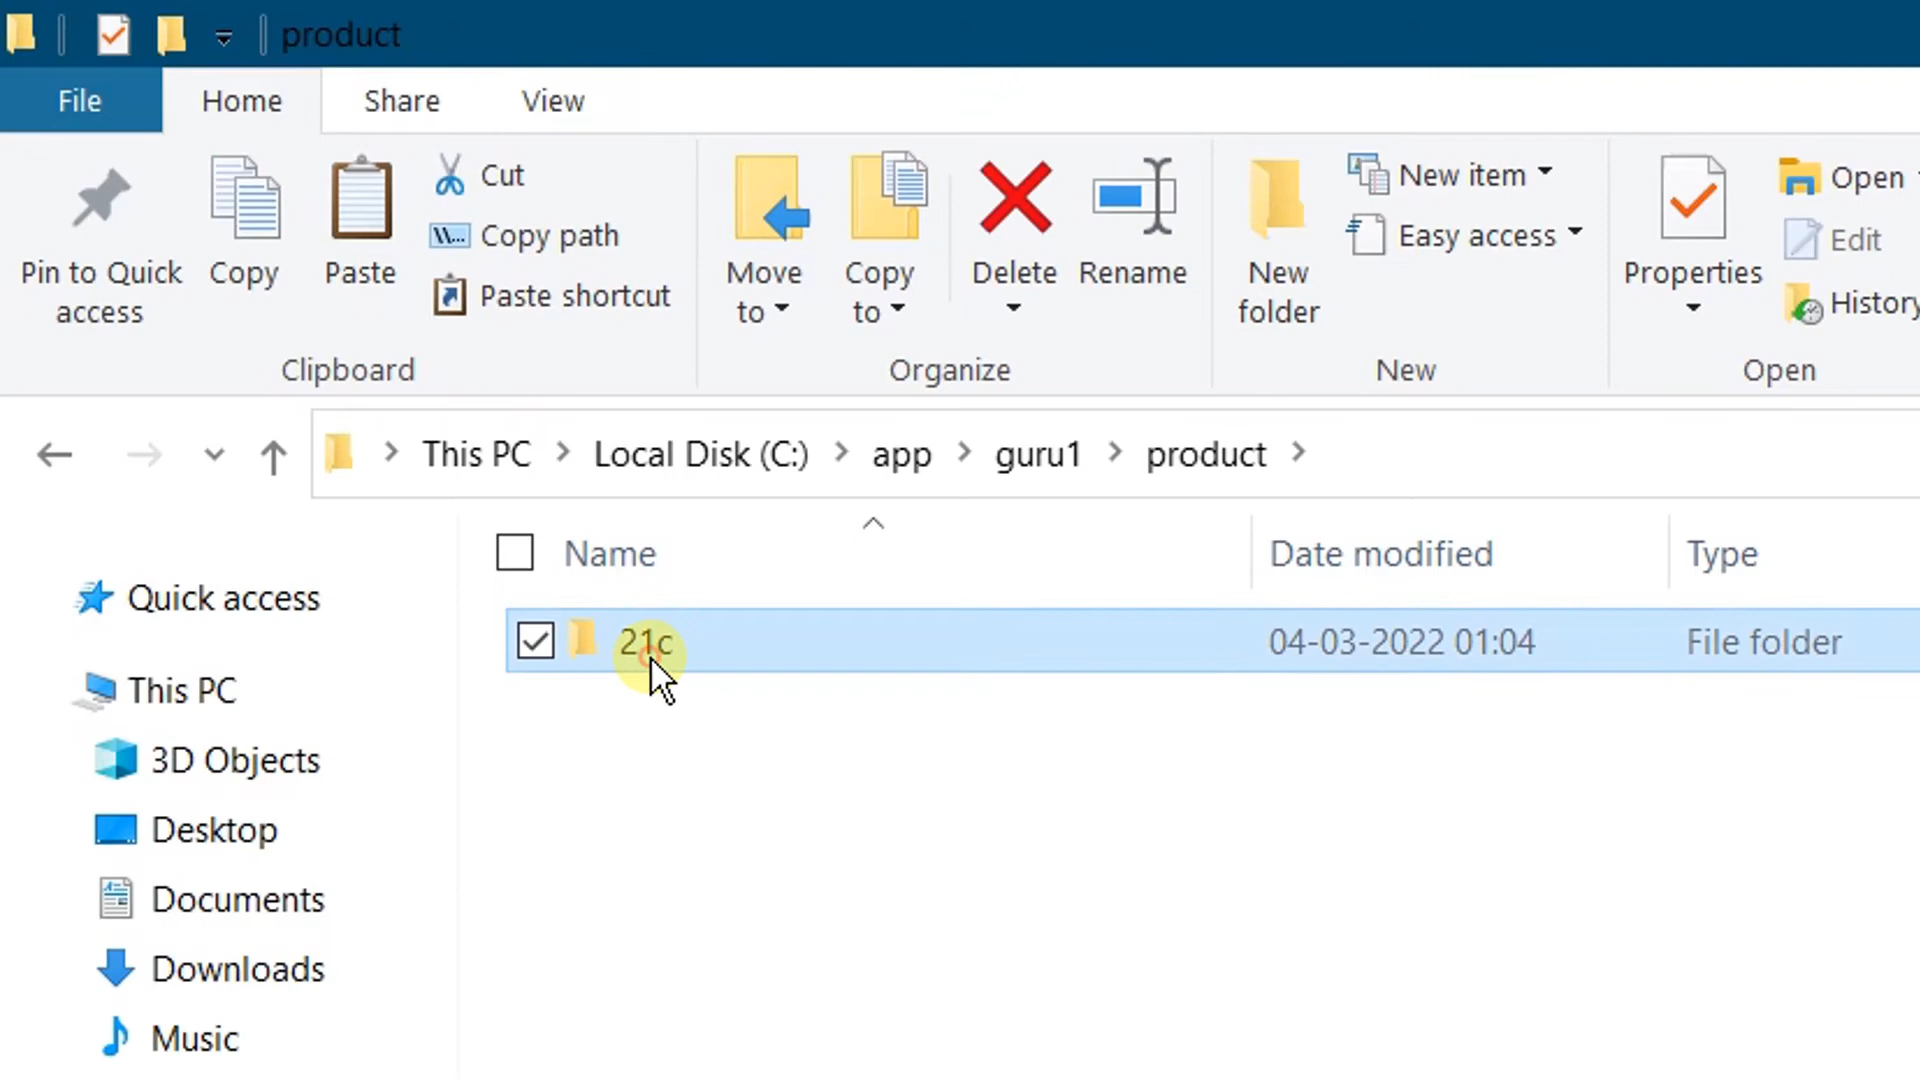 product
File Home Share View
Pin to Quick access
Copy
Paste
Cut
Copy path
Paste shortcut
Clipboard
Move to
Copy to
Delete
Rename
Organize
New folder
New item
Easy access
New
Properties
Open
Edit
History
Open
This PC Local Disk (C:) app guru1 product
Name Date modified Type
21c 04-03-2022 01:04 File folder
Quick access
This PC
3D Objects
Desktop
Documents
Downloads
Music